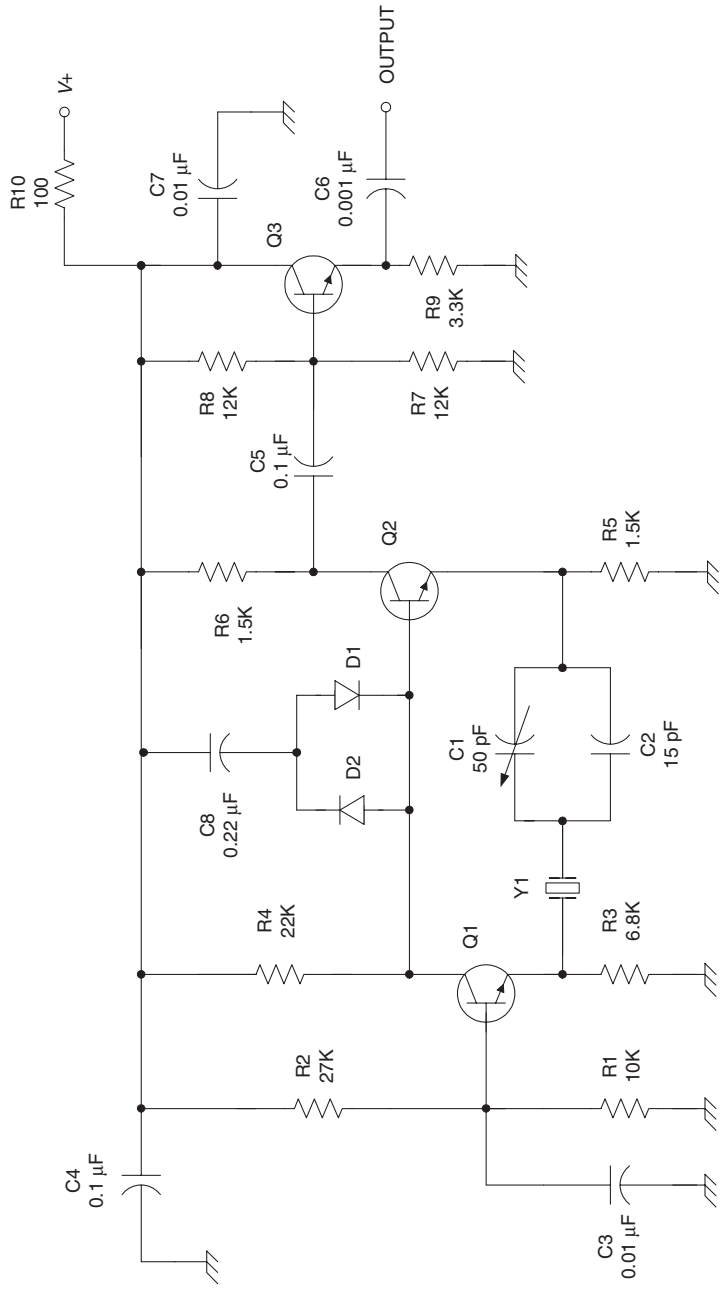 C4
0.1 µF
R2
27K
R4
22K
C8
0.22 µF
D2
D1
R6
1.5K
C5
0.1 µF
R8
12K
R10
100
V+
C7
0.01 µF
Q3
C6
0.001 µF
OUTPUT
R9
3.3K
R7
12K
Q2
R5
1.5K
C1
50 pF
C2
15 pF
Y1
Q1
R3
6.8K
R1
10K
C3
0.01 µF